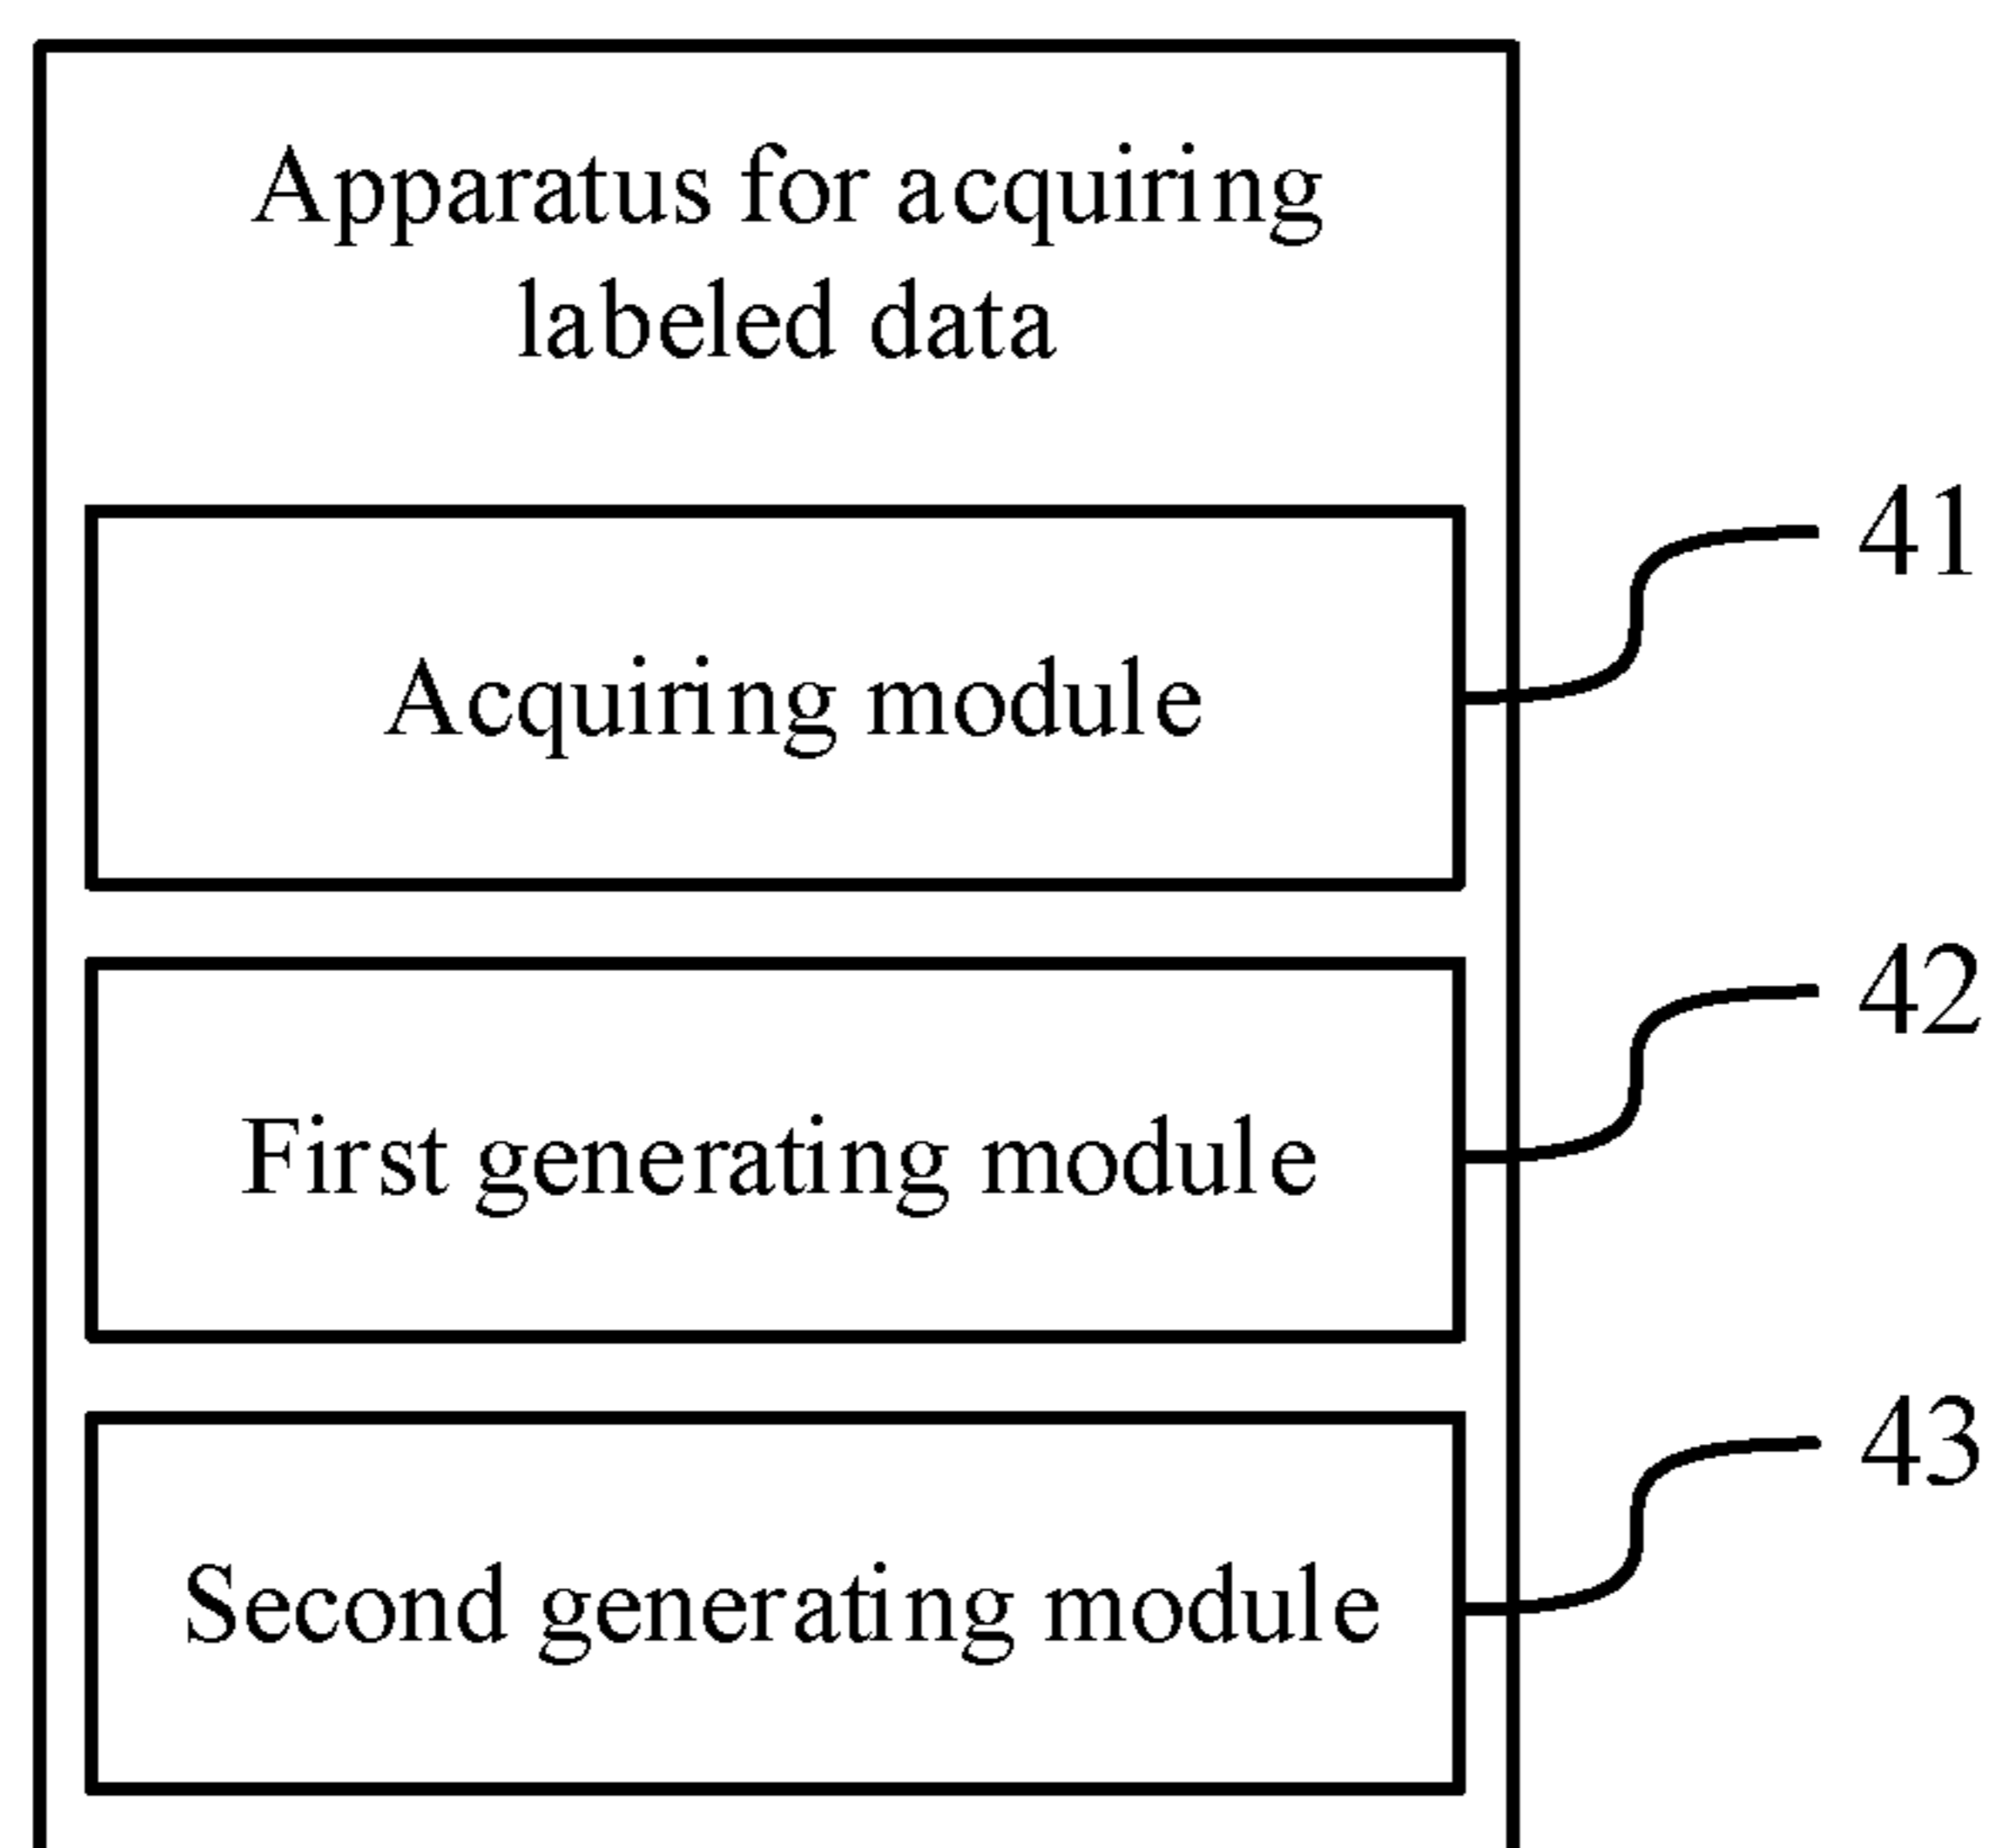 Apparatus for acquiring
labeled data
41
Acquiring module
42
First generating module
43
Second generating module